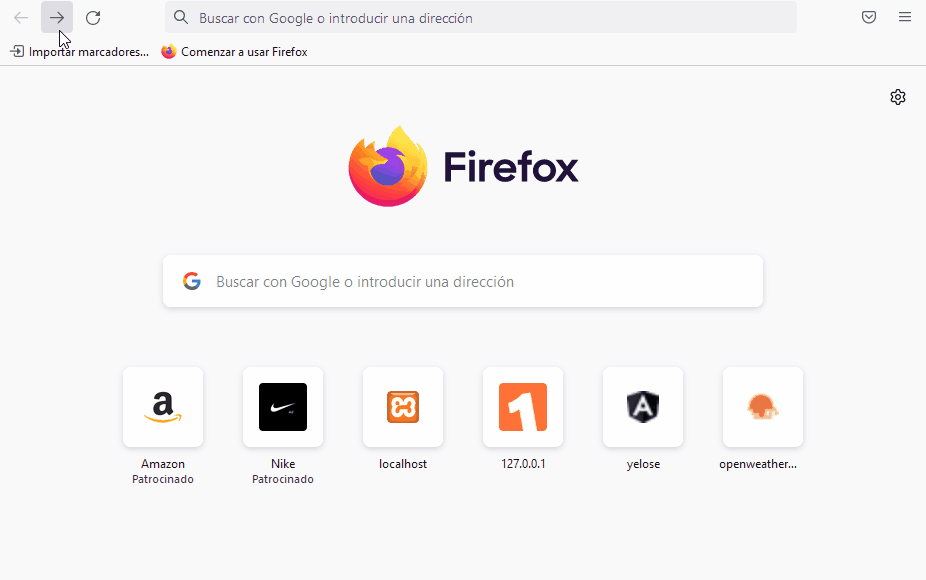 Buscar con Google o introducir una dirección
Importar marcadores... Comenzar a usar Firefox
Firefox
Buscar con Google o introducir una dirección
Amazon
Patrocinado
Nike
Patrocinado
localhost
127.0.0.1
yelose
openweather...